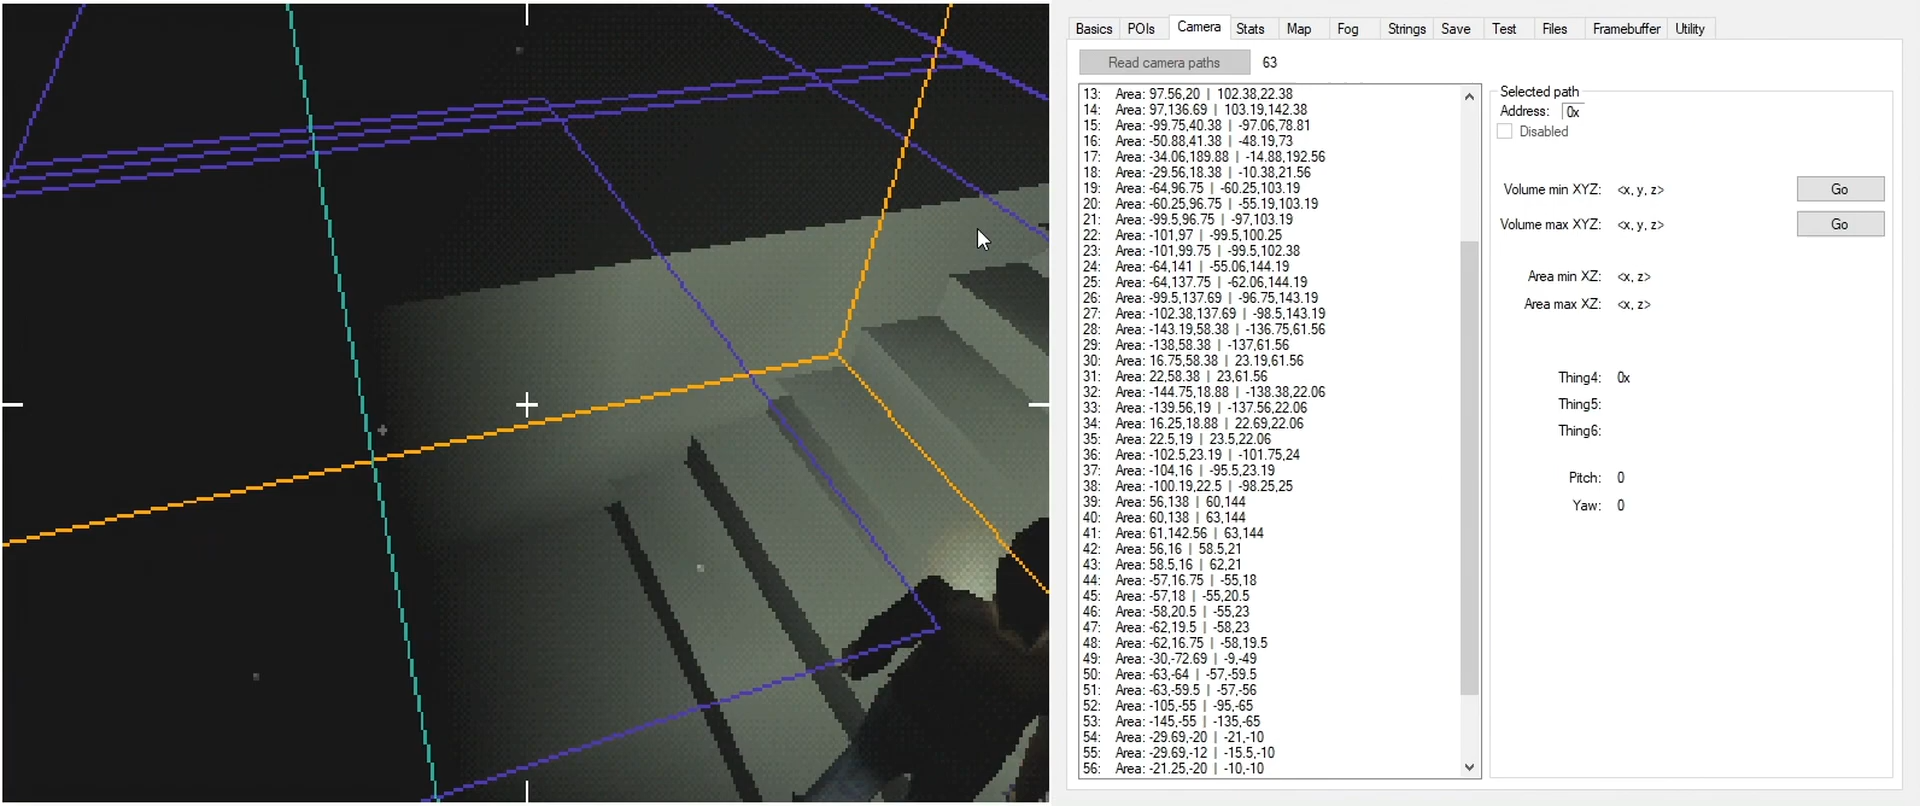 Basics POIs Camera Stats Map Fog Strings Save Test Files Framebuffer Utility
Read camera paths 63
13: Area: 97.56,20 | 102.38,22.38
14: Area: 97,136.69 | 103.19,142.38
15: Area: -99.75,40.38 | -97.06,78.81
16: Area: -50.88,41.38 | -48.19,73
17: Area: -34.06,189.88 | -14.88,192.56
18: Area: -29.56,18.38 | -10.38,21.56
19: Area: -64,96.75 | -60.25,103.19
20: Area: -60.25,96.75 | -55.19,103.19
21: Area: -99.5,96.75 | -97,103.19
22: Area: -101,97 | -99.5,100.25
23: Area: -101,99.75 | -99.5,102.38
24: Area: -64,141 | -55.06,144.19
25: Area: -64,137.75 | -62.06,144.19
26: Area: -99.5,137.69 | -96.75,143.19
27: Area: -102.38,137.69 | -98.5,143.19
28: Area: -143.19,58.38 | -136.75,61.56
29: Area: -138,58.38 | -137,61.56
30: Area: 16.75,58.38 | 23.19,61.56
31: Area: 22,58.38 | 23,61.56
32: Area: -144.75,18.88 | -138.38,22.06
33: Area: -139.56,19 | -137.56,22.06
34: Area: 16.25,18.88 | 22.69,22.06
35: Area: 22.5,19 | 23.5,22.06
36: Area: -102.5,23.19 | -101.75,24
37: Area: -104,16 | -95.5,23.19
38: Area: -100.19,22.5 | -98.25,25
39: Area: 56,138 | 60,144
40: Area: 60,138 | 63,144
41: Area: 61,142.56 | 63,144
42: Area: 56,16 | 58.5,21
43: Area: 58.5,16 | 62,21
44: Area: -57,16.75 | -55,18
45: Area: -57,18 | -55,20.5
46: Area: -58,20.5 | -55,23
47: Area: -62,19.5 | -58,23
48: Area: -62,16.75 | -58,19.5
49: Area: -30,-72.69 | -9,-49
50: Area: -63,-64 | -57,-59.5
51: Area: -63,-59.5 | -57,-56
52: Area: -105,-55 | -95,-65
53: Area: -145,-55 | -135,-65
54: Area: -29.69,-20 | -21,-10
55: Area: -29.69,-12 | -15.5,-10
56: Area: -21.25,-20 | -10,-10
Selected path
Address: 0x
Disabled
Volume min XYZ: <x, y, z> Go
Volume max XYZ: <x, y, z> Go
Area min XZ: <x, z>
Area max XZ: <x, z>
Thing4: 0x
Thing5:
Thing6:
Pitch: 0
Yaw: 0